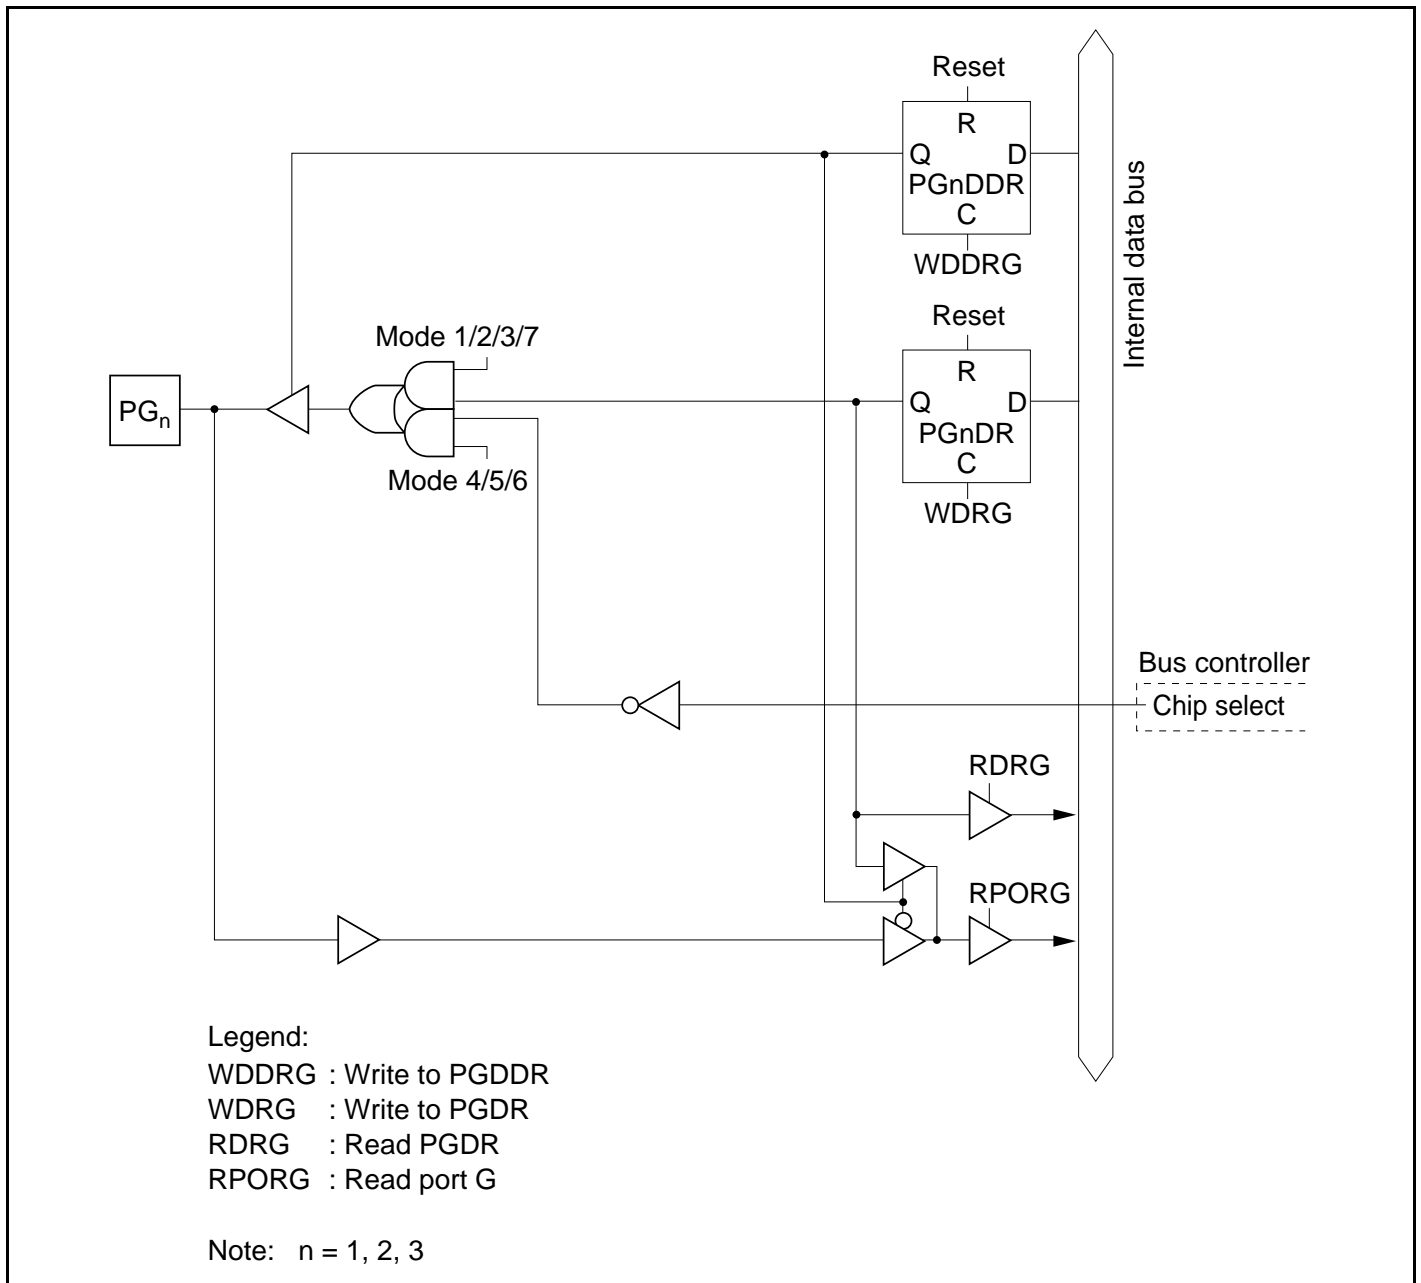 Reset
R
Q D
PGnDDR
C
WDDRG
Internal data bus
Reset
R
Q D
PGnDR
C
WDRG
Mode 1/2/3/7
PGn
Mode 4/5/6
Bus controller
Chip select
RDRG
RPORG
Legend:
WDDRG : Write to PGDDR
WDRG : Write to PGDR
RDRG : Read PGDR
RPORG : Read port G
Note: n = 1, 2, 3